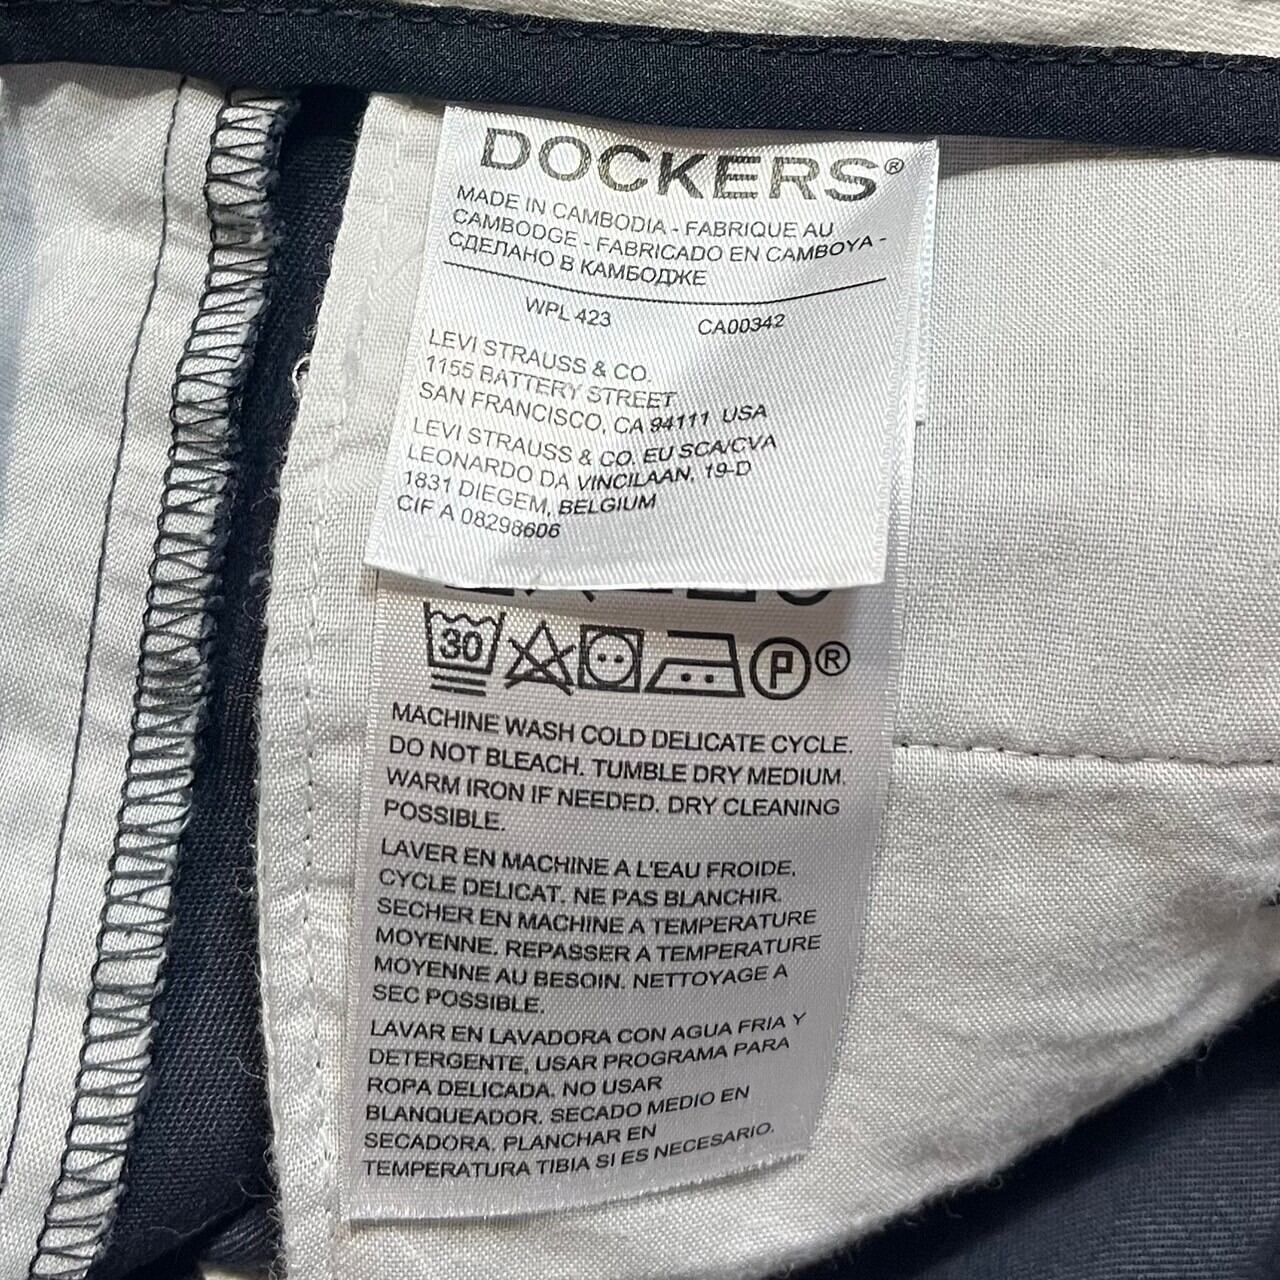 DOCKERS®
MADE IN CAMBODIA - FABRIQUE AU
CAMBODGE - FABRICADO EN CAMBOYA -
СДЕЛАНО В КАМБОДЖЕ
WPL 423 CA00342
LEVI STRAUSS & CO.
1155 BATTERY STREET
SAN FRANCISCO, CA 94111 USA
LEVI STRAUSS & CO. EU SCA/CVA
LEONARDO DA VINCILAAN, 19-D
1831 DIEGEM, BELGIUM
CIF A 08298606
30 P ®
MACHINE WASH COLD DELICATE CYCLE.
DO NOT BLEACH. TUMBLE DRY MEDIUM.
WARM IRON IF NEEDED. DRY CLEANING
POSSIBLE.
LAVER EN MACHINE A L'EAU FROIDE,
CYCLE DELICAT. NE PAS BLANCHIR.
SECHER EN MACHINE A TEMPERATURE
MOYENNE. REPASSER A TEMPERATURE
MOYENNE AU BESOIN. NETTOYAGE A
SEC POSSIBLE.
LAVAR EN LAVADORA CON AGUA FRIA Y
DETERGENTE, USAR PROGRAMA PARA
ROPA DELICADA. NO USAR
BLANQUEADOR. SECADO MEDIO EN
SECADORA. PLANCHAR EN
TEMPERATURA TIBIA SI ES NECESARIO.